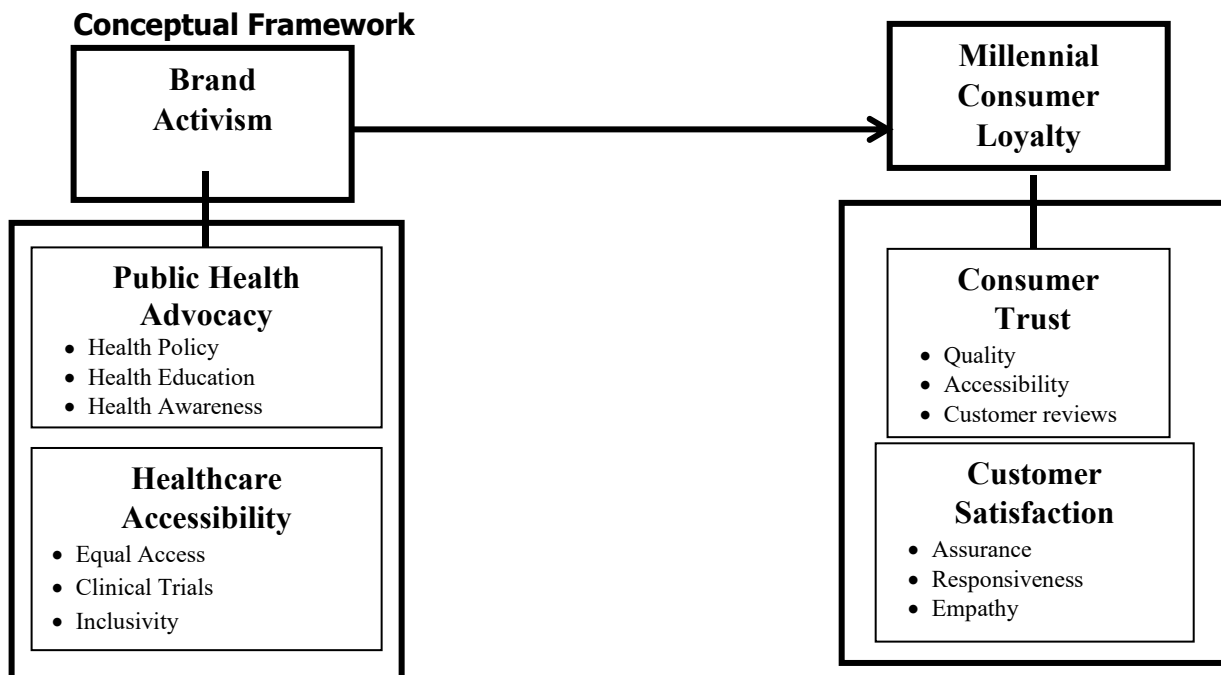 Conceptual Framework
Brand
Activism
Millennial
Consumer
Loyalty
Public Health
Advocacy
• Health Policy
• Health Education
• Health Awareness
Healthcare
Accessibility
• Equal Access
• Clinical Trials
• Inclusivity
Consumer
Trust
• Quality
• Accessibility
• Customer reviews
Customer
Satisfaction
• Assurance
• Responsiveness
• Empathy